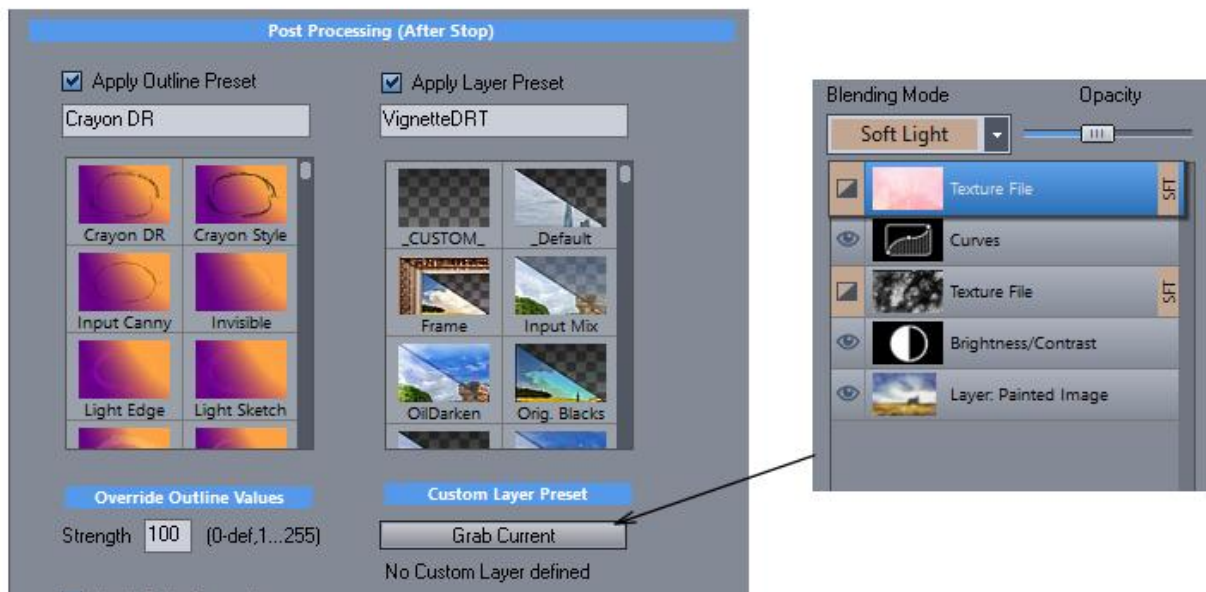 Post Processing (After Stop)
Apply Outline Preset
Apply Layer Preset
Crayon DR
VignetteDRT
Crayon DR
Crayon Style
Input Canny
Invisible
Light Edge
Light Sketch
_CUSTOM_
_Default
Frame
Input Mix
OilDarken
Orig. Blacks
Override Outline Values
Strength 100 (0-def,1...255)
Custom Layer Preset
Grab Current
No Custom Layer defined
Blending Mode
Opacity
Soft Light
Texture File
SFT
Curves
Texture File
SFT
Brightness/Contrast
Layer: Painted Image